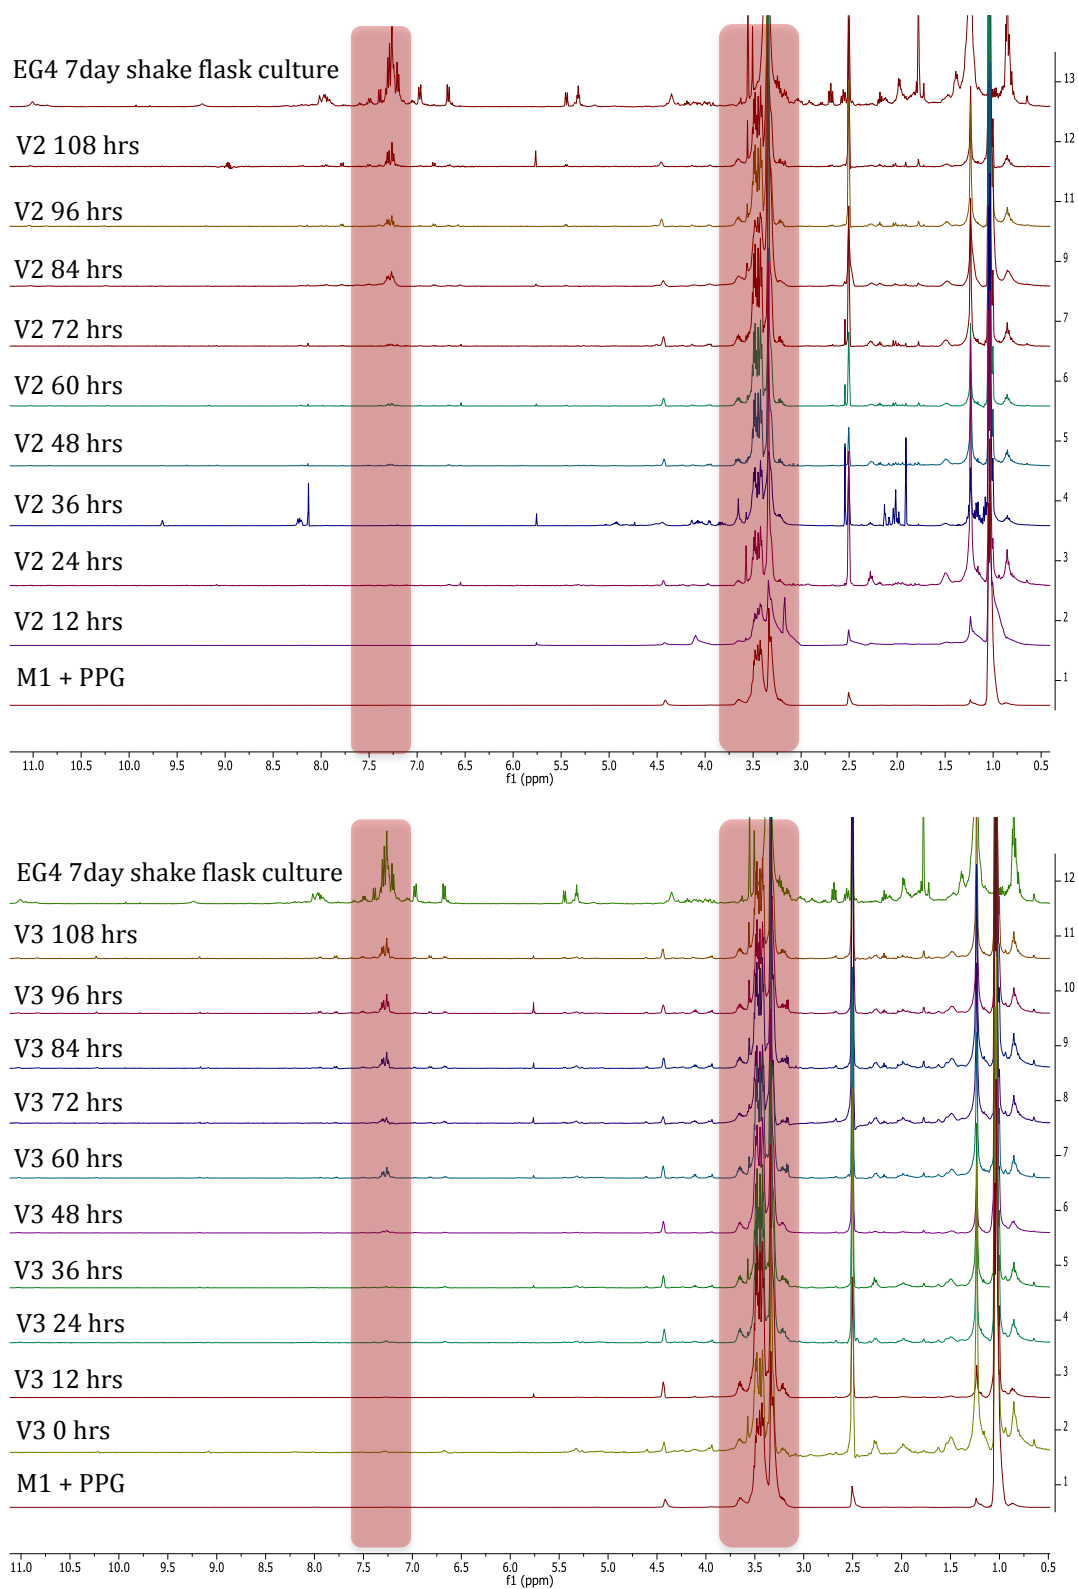 EG4 7day shake flask culture
13
V2 108 hrs
12
V2 96 hrs
11
V2 84 hrs
9
V2 72 hrs
7
V2 60 hrs
6
V2 48 hrs
5
V2 36 hrs
4
V2 24 hrs
3
V2 12 hrs
2
M1 + PPG
1
11.0 10.5 10.0 9.5 9.0 8.5 8.0 7.5 7.0 6.5 6.0 5.5 5.0 4.5 4.0 3.5 3.0 2.5 2.0 1.5 1.0 0.5
f1 (ppm)
EG4 7day shake flask culture
12
V3 108 hrs
11
V3 96 hrs
10
V3 84 hrs
9
V3 72 hrs
8
V3 60 hrs
7
V3 48 hrs
6
V3 36 hrs
5
V3 24 hrs
4
V3 12 hrs
3
V3 0 hrs
2
M1 + PPG
1
11.0 10.5 10.0 9.5 9.0 8.5 8.0 7.5 7.0 6.5 6.0 5.5 5.0 4.5 4.0 3.5 3.0 2.5 2.0 1.5 1.0 0.5
f1 (ppm)